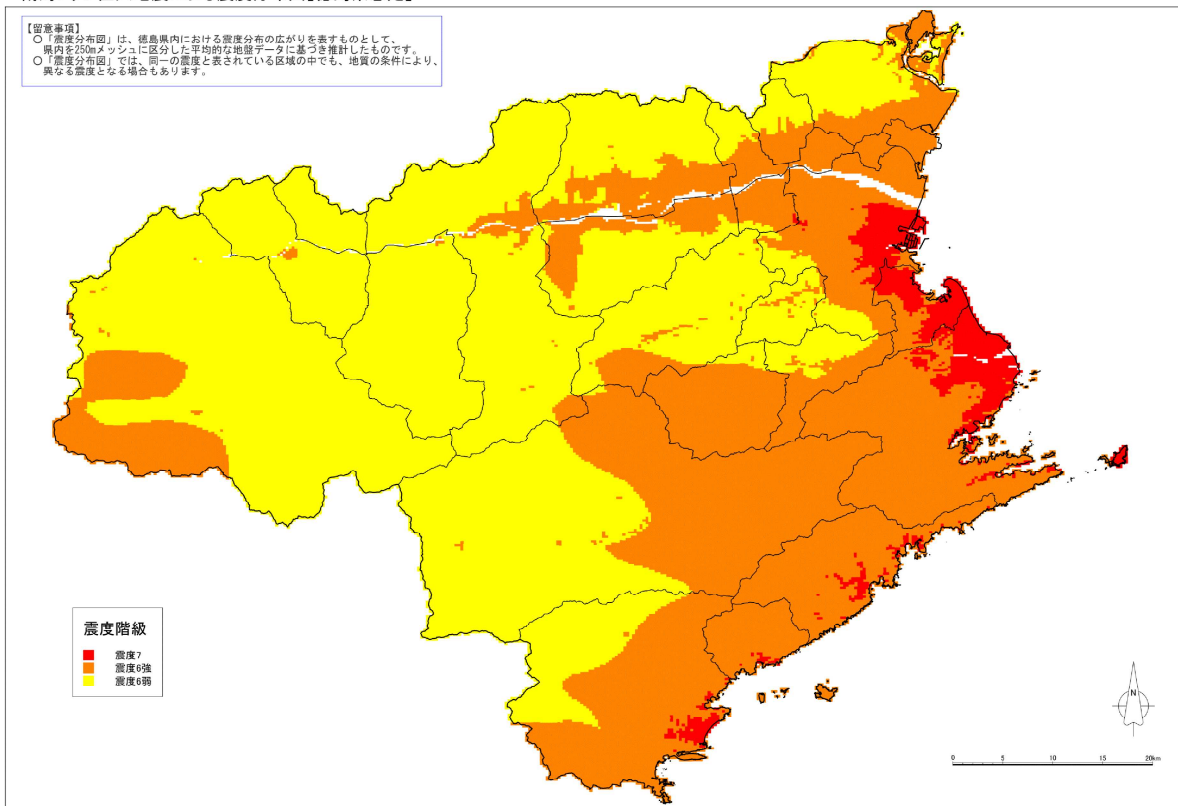 【留意事項】
○「震度分布図」は、徳島県内における震度分布の広がりを表すものとして、
県内を250mメッシュに区分した平均的な地盤データに基づき推計したものです。
○「震度分布図」では、同一の震度と表されている区域の中でも、地質の条件により、
異なる震度となる場合もあります。
震度階級
震度7
震度6強
震度6弱
N
0 5 10 15 20km